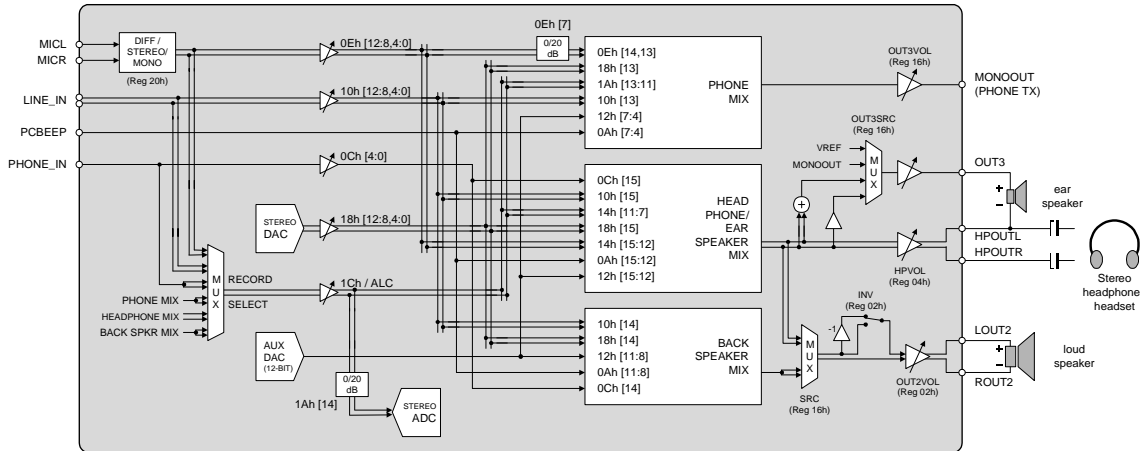 MICL
MICR
LINE_IN
PCBEEP
PHONE_IN
DIFF /
STEREO/
MONO
(Reg 20h)
0Eh [12:8,4:0]
10h [12:8,4:0]
0Ch [4:0]
STEREO
DAC
18h [12:8,4:0]
M
U
X
RECORD
SELECT
PHONE MIX
HEADPHONE MIX
BACK SPKR MIX
1Ch / ALC
AUX
DAC
(12-BIT)
0/20
dB
1Ah [14]
STEREO
ADC
0Eh [7]
0/20
dB
0Eh [14,13]
18h [13]
1Ah [13:11]
10h [13]
12h [7:4]
0Ah [7:4]
PHONE
MIX
0Ch [15]
10h [15]
14h [11:7]
18h [15]
14h [15:12]
0Ah [15:12]
12h [15:12]
HEAD
PHONE/
EAR
SPEAKER
MIX
10h [14]
18h [14]
12h [11:8]
0Ah [11:8]
0Ch [14]
BACK
SPEAKER
MIX
OUT3VOL
(Reg 16h)
OUT3SRC
(Reg 16h)
VREF
MONOOUT
M
U
X
+
HPVOL
(Reg 04h)
INV
(Reg 02h)
-1
M
U
X
SRC
(Reg 16h)
OUT2VOL
(Reg 02h)
MONOOUT
(PHONE TX)
OUT3
+
−
ear
speaker
HPOUTL
HPOUTR
Stereo
headphone
headset
LOUT2
+
−
ROUT2
loud
speaker